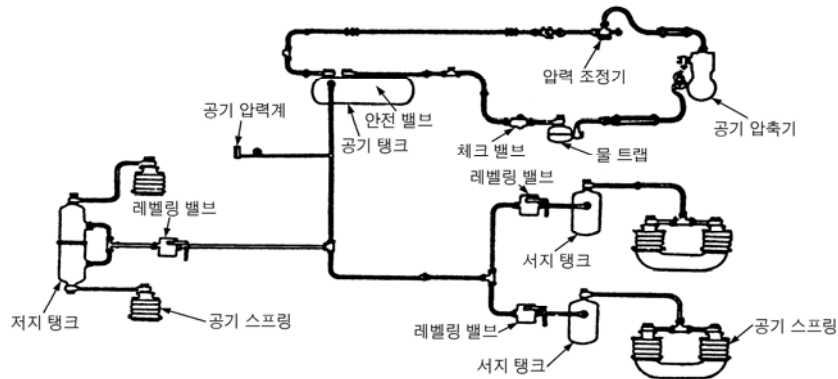 압력 조정기
공기 압축기
안전 밸브
공기 압력계
공기 탱크
체크 밸브
물 트랩
레벨링 밸브
레벨링 밸브
서지 탱크
저지 탱크
공기 스프링
레벨링 밸브
서지 탱크
공기 스프링